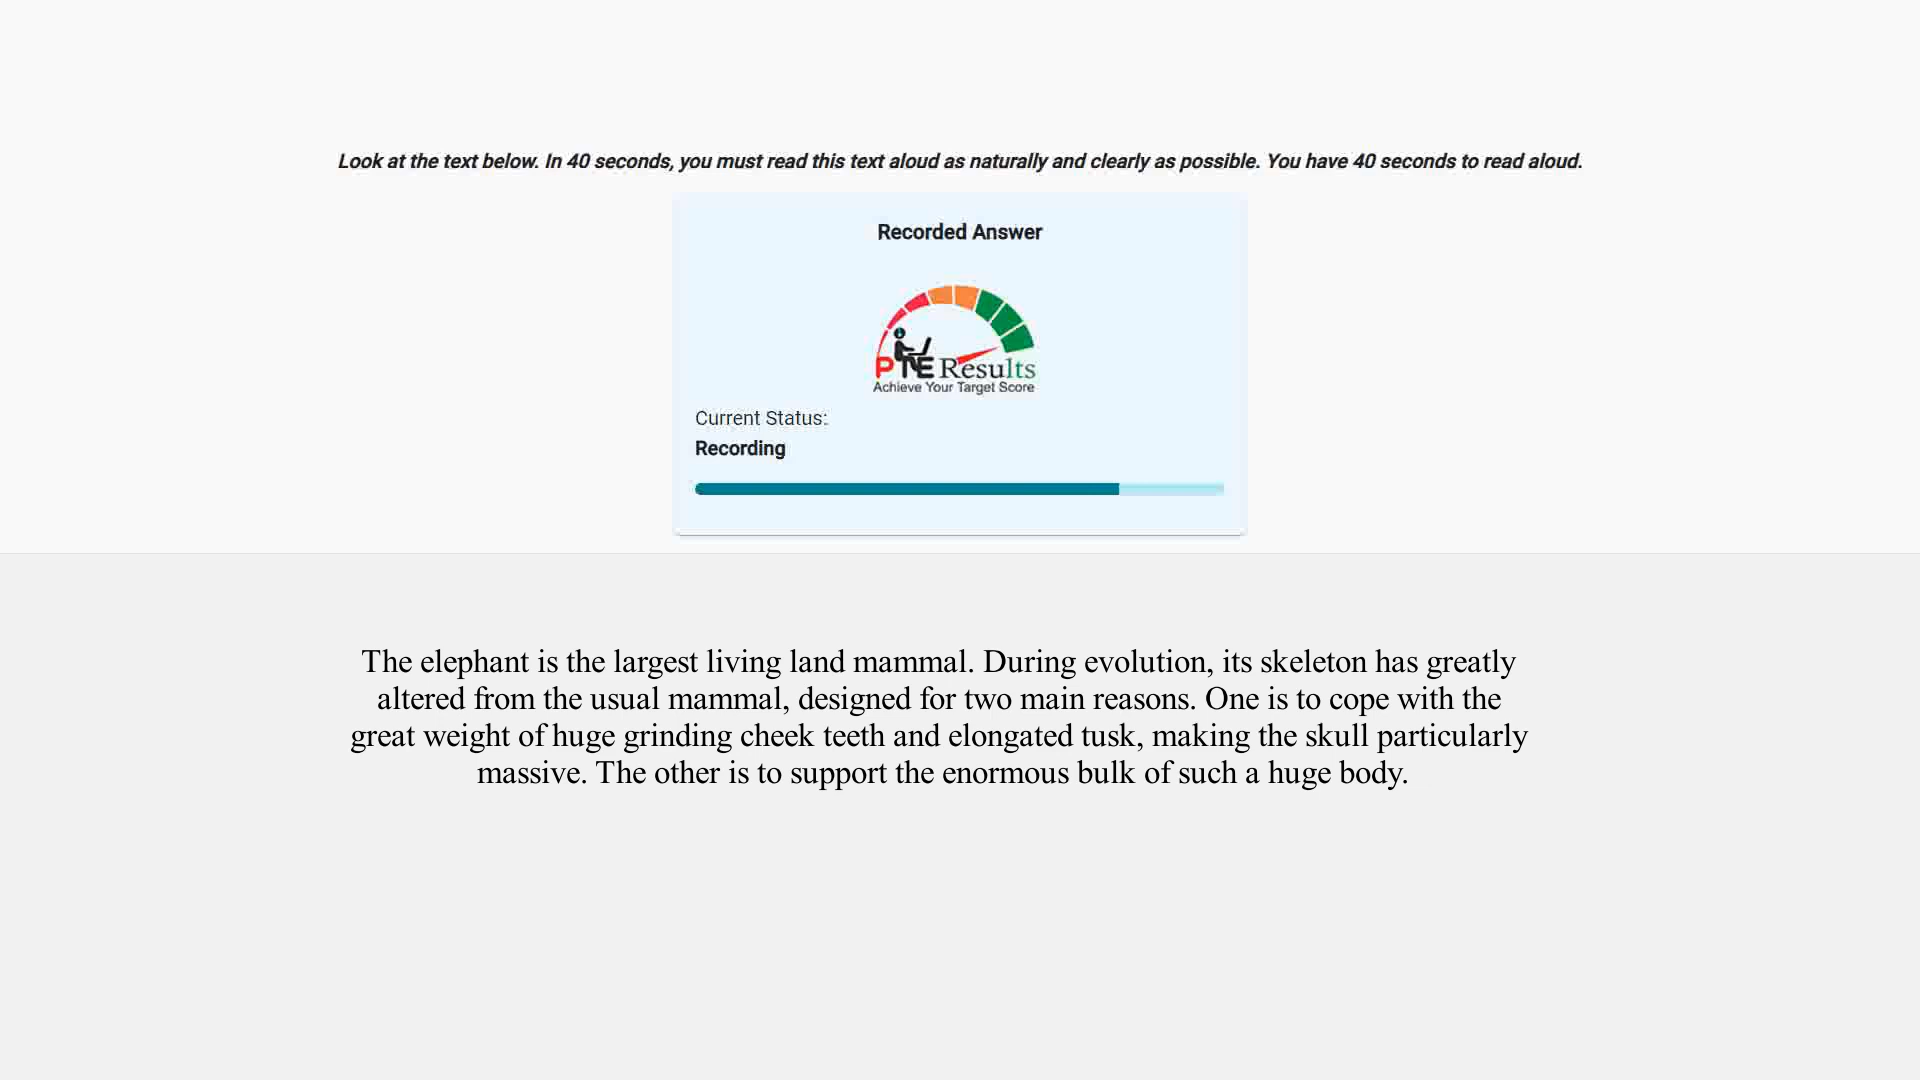 Look at the text below. In 40 seconds, you must read this text aloud as naturally and clearly as possible. You have 40 seconds to read aloud.
Recorded Answer
PTE Results
Achieve Your Target Score
Current Status:
Recording
The elephant is the largest living land mammal. During evolution, its skeleton has greatly
altered from the usual mammal, designed for two main reasons. One is to cope with the
great weight of huge grinding cheek teeth and elongated tusk, making the skull particularly
massive. The other is to support the enormous bulk of such a huge body.